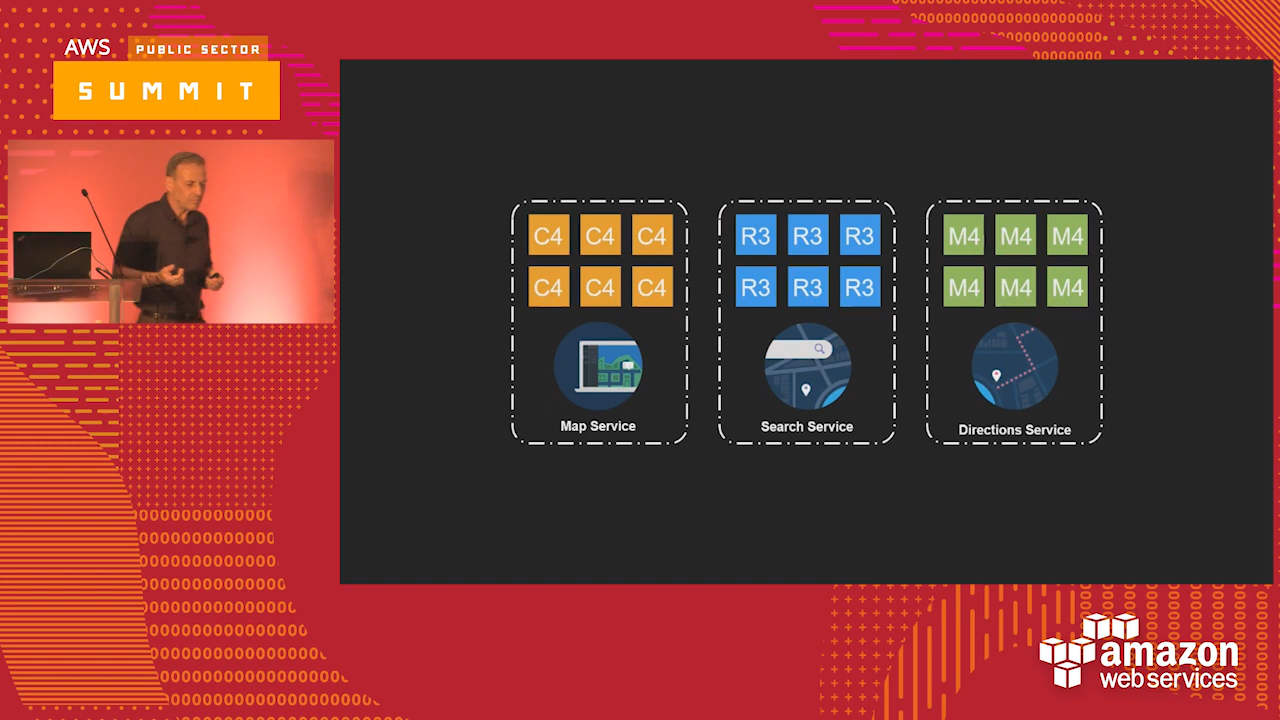 AWS PUBLIC SECTOR
SUMMIT
C4 C4 C4
C4 C4 C4
Map Service
R3 R3 R3
R3 R3 R3
Search Service
M4 M4 M4
M4 M4 M4
Directions Service
amazon
web services